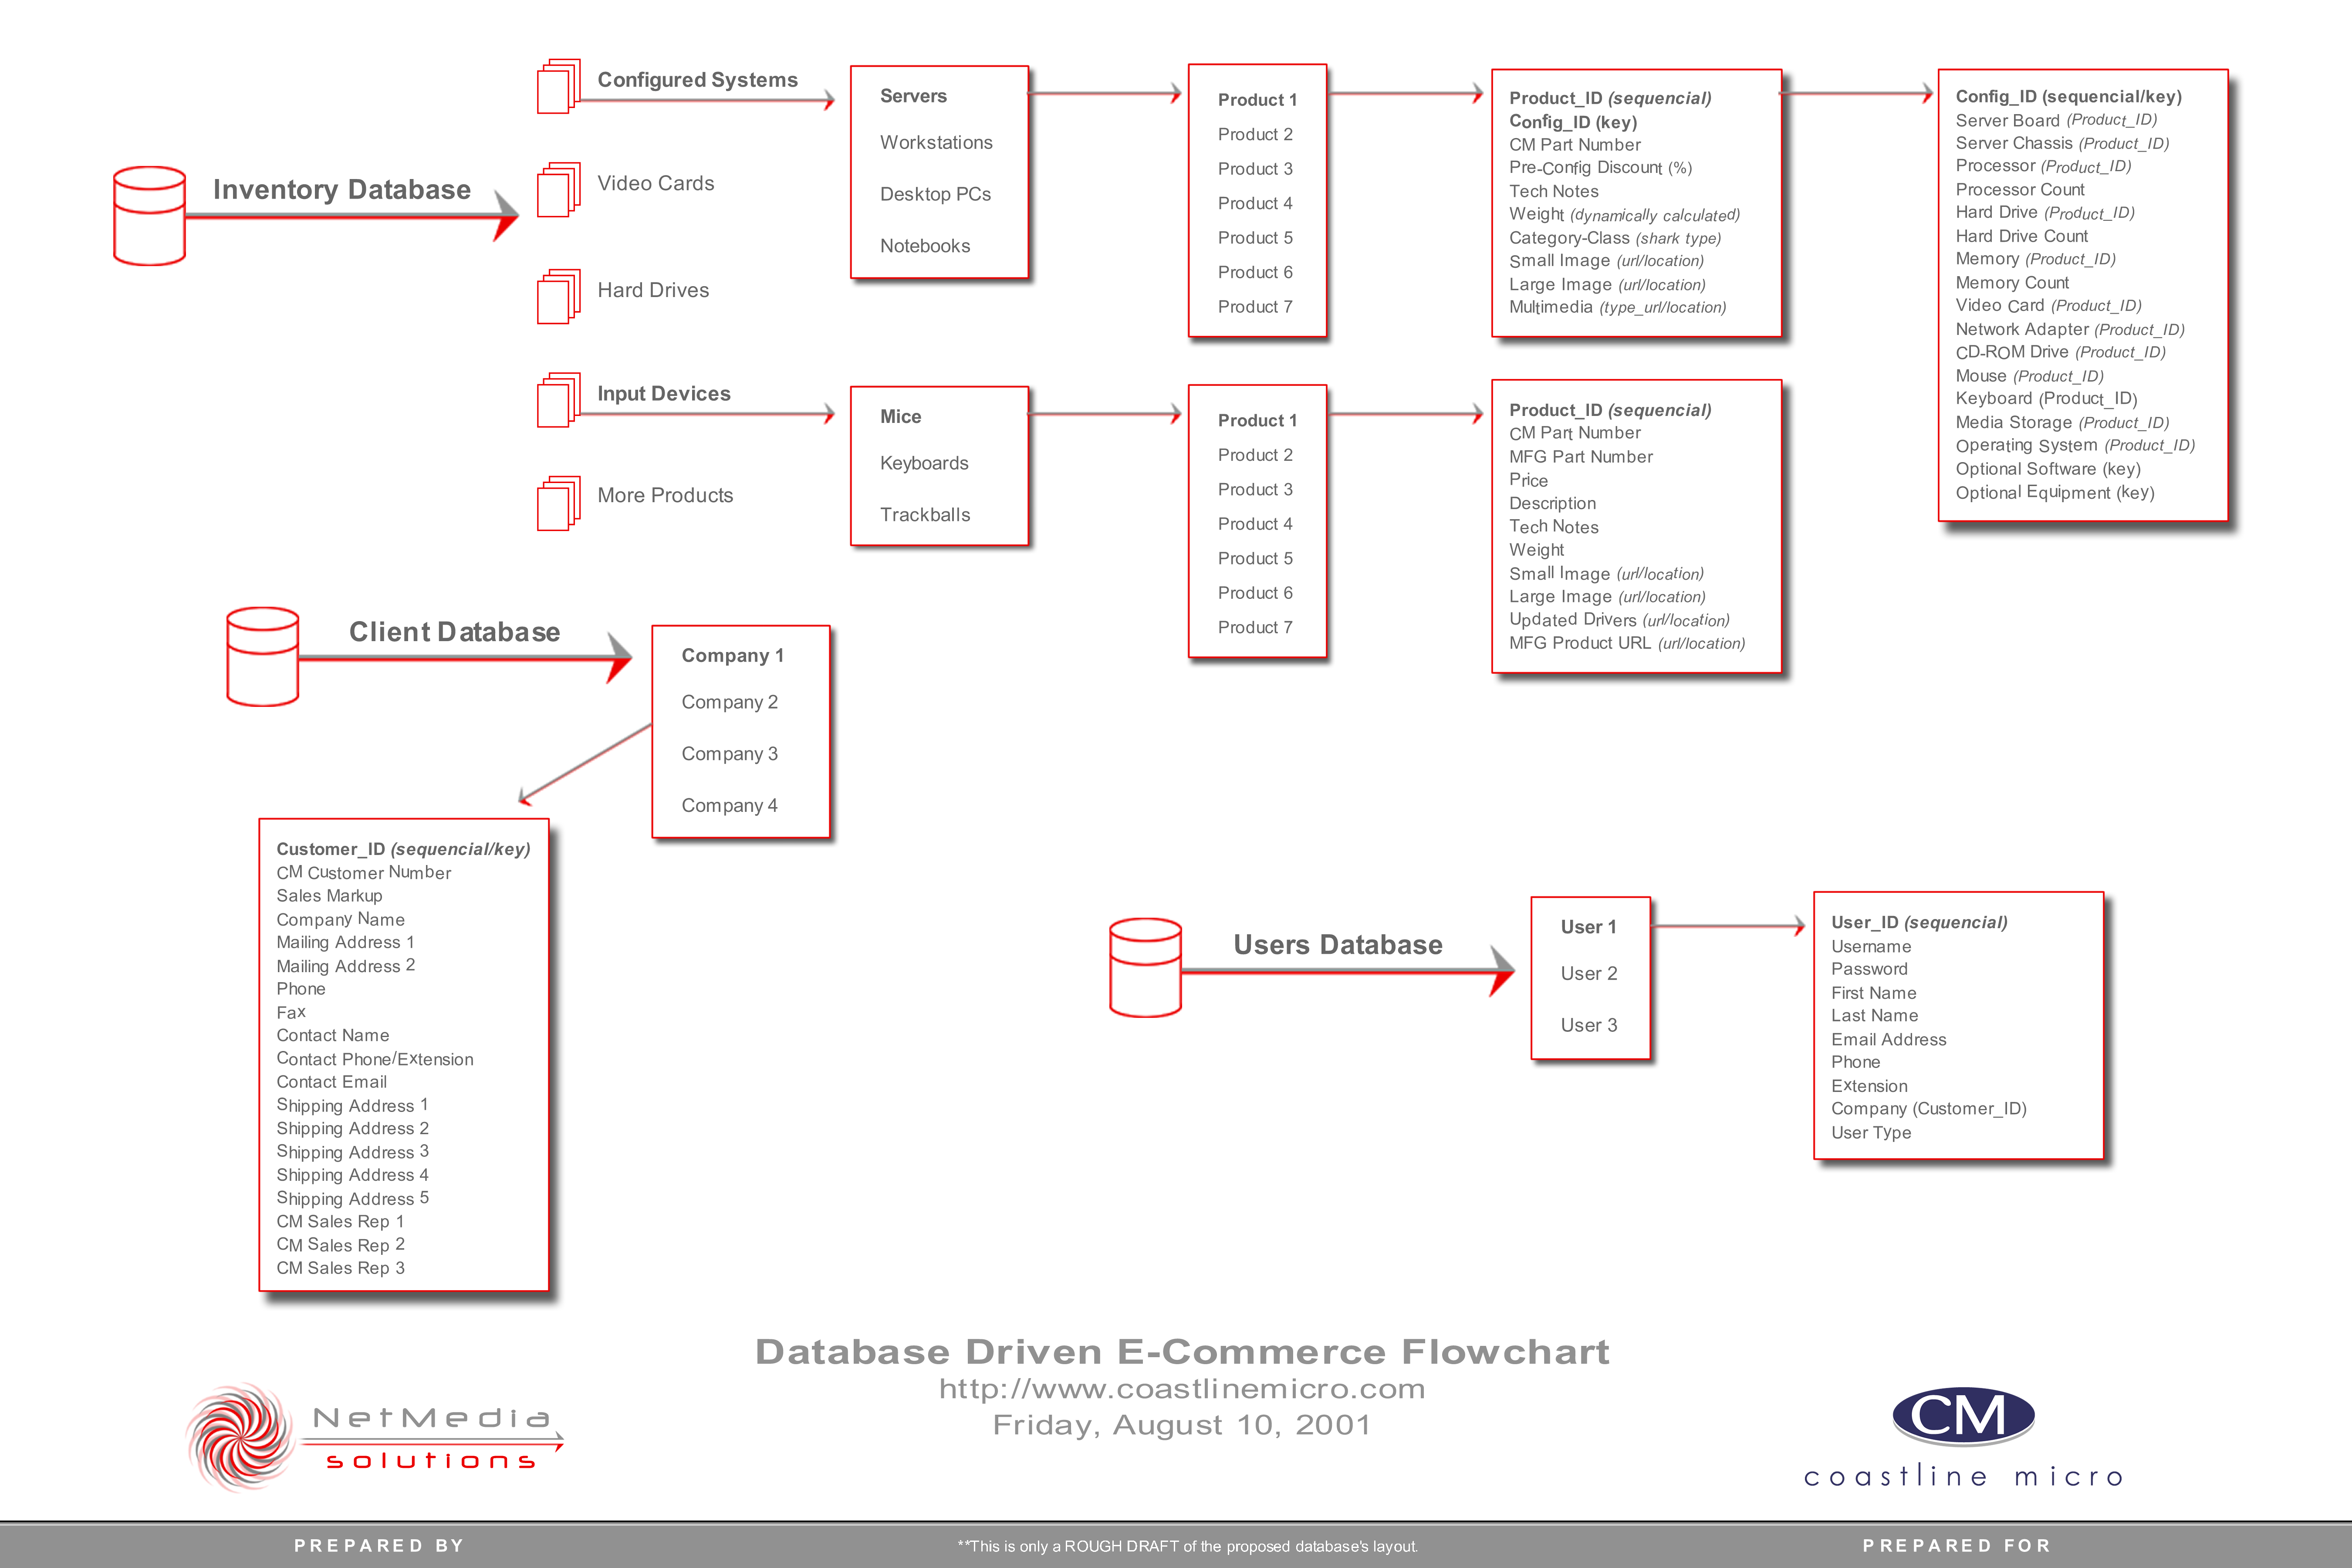 Inventory Database
Configured Systems
Video Cards
Hard Drives
Input Devices
More Products
Servers
Workstations
Desktop PCs
Notebooks
Product 1
Product 2
Product 3
Product 4
Product 5
Product 6
Product 7
Product_ID (sequencial)
Config_ID (key)
CM Part Number
Pre-Config Discount (%)
Tech Notes
Weight (dynamically calculated)
Category-Class (shark type)
Small Image (url/location)
Large Image (url/location)
Multimedia (type_url/location)
Config_ID (sequencial/key)
Server Board (Product_ID)
Server Chassis (Product_ID)
Processor (Product_ID)
Processor Count
Hard Drive (Product_ID)
Hard Drive Count
Memory (Product_ID)
Memory Count
Video Card (Product_ID)
Network Adapter (Product_ID)
CD-ROM Drive (Product_ID)
Mouse (Product_ID)
Keyboard (Product_ID)
Media Storage (Product_ID)
Operating System (Product_ID)
Optional Software (key)
Optional Equipment (key)
Mice
Keyboards
Trackballs
Product 1
Product 2
Product 3
Product 4
Product 5
Product 6
Product 7
Product_ID (sequencial)
CM Part Number
MFG Part Number
Price
Description
Tech Notes
Weight
Small Image (url/location)
Large Image (url/location)
Updated Drivers (url/location)
MFG Product URL (url/location)
Client Database
Company 1
Company 2
Company 3
Company 4
Customer_ID (sequencial/key)
CM Customer Number
Sales Markup
Company Name
Mailing Address 1
Mailing Address 2
Phone
Fax
Contact Name
Contact Phone/Extension
Contact Email
Shipping Address 1
Shipping Address 2
Shipping Address 3
Shipping Address 4
Shipping Address 5
CM Sales Rep 1
CM Sales Rep 2
CM Sales Rep 3
Users Database
User 1
User 2
User 3
User_ID (sequencial)
Username
Password
First Name
Last Name
Email Address
Phone
Extension
Company (Customer_ID)
User Type
Database Driven E-Commerce Flowchart
http://www.coastlinemicro.com
Friday, August 10, 2001
NetMedia
solutions
CM
coastline micro
PREPARED BY
**This is only a ROUGH DRAFT of the proposed database's layout.
PREPARED FOR